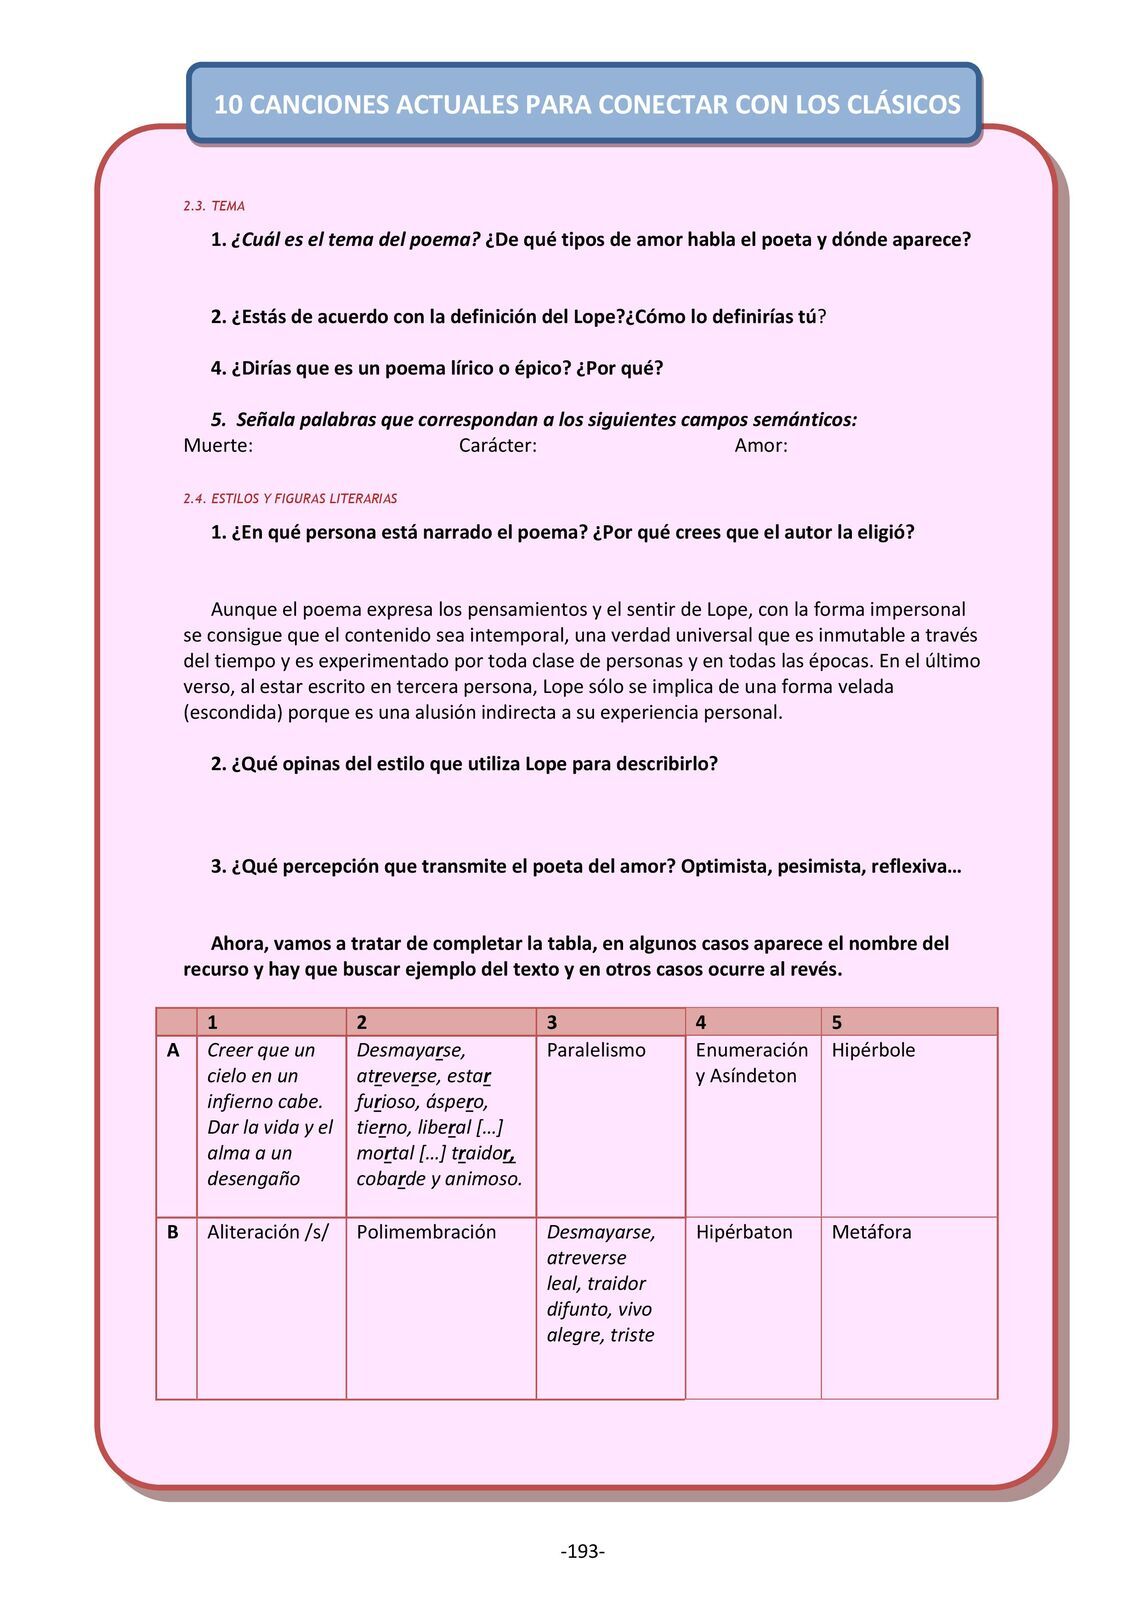 10 CANCIONES ACTUALES PARA CONECTAR CON LOS CLÁSICOS
2.3. TEMA
1. ¿Cuál es el tema del poema? ¿De qué tipos de amor habla el poeta y dónde aparece?
2. ¿Estás de acuerdo con la definición del Lope?¿Cómo lo definirías tú?
4. ¿Dirías que es un poema lírico o épico? ¿Por qué?
5. Señala palabras que correspondan a los siguientes campos semánticos:
Muerte: Carácter: Amor:
2.4. ESTILOS Y FIGURAS LITERARIAS
1. ¿En qué persona está narrado el poema? ¿Por qué crees que el autor la eligió?
Aunque el poema expresa los pensamientos y el sentir de Lope, con la forma impersonal
se consigue que el contenido sea intemporal, una verdad universal que es inmutable a través
del tiempo y es experimentado por toda clase de personas y en todas las épocas. En el último
verso, al estar escrito en tercera persona, Lope sólo se implica de una forma velada
(escondida) porque es una alusión indirecta a su experiencia personal.
2. ¿Qué opinas del estilo que utiliza Lope para describirlo?
3. ¿Qué percepción que transmite el poeta del amor? Optimista, pesimista, reflexiva…
Ahora, vamos a tratar de completar la tabla, en algunos casos aparece el nombre del
recurso y hay que buscar ejemplo del texto y en otros casos ocurre al revés.
1 2 3 4 5
A
Creer que un
cielo en un
infierno cabe.
Dar la vida y el
alma a un
desengaño
Desmayarse,
atreverse, estar
furioso, áspero,
tierno, liberal […]
mortal […] traidor,
cobarde y animoso.
Paralelismo
Enumeración
y Asíndeton
Hipérbole
B
Aliteración /s/
Polimembración
Desmayarse,
atreverse
leal, traidor
difunto, vivo
alegre, triste
Hipérbaton
Metáfora
-193-